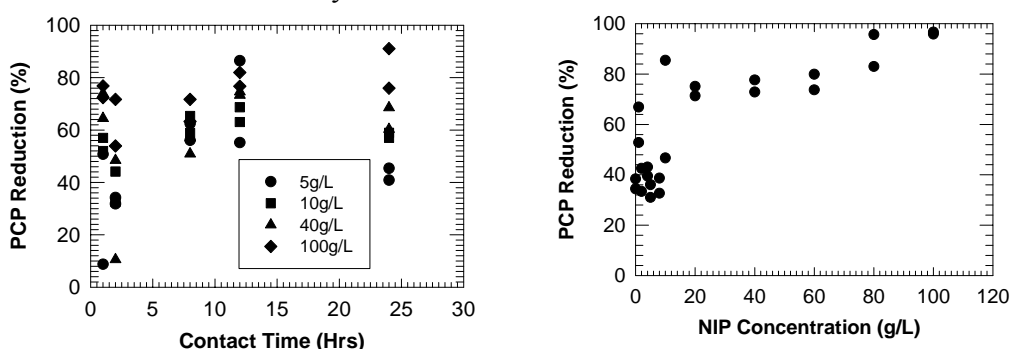 100
80
60
40
20
0
PCP Reduction (%)
5g/L
10g/L
40g/L
100g/L
0 5 10 15 20 25 30
Contact Time (Hrs)
100
80
60
40
20
0
PCP Reduction (%)
0 20 40 60 80 100 120
NIP Concentration (g/L)